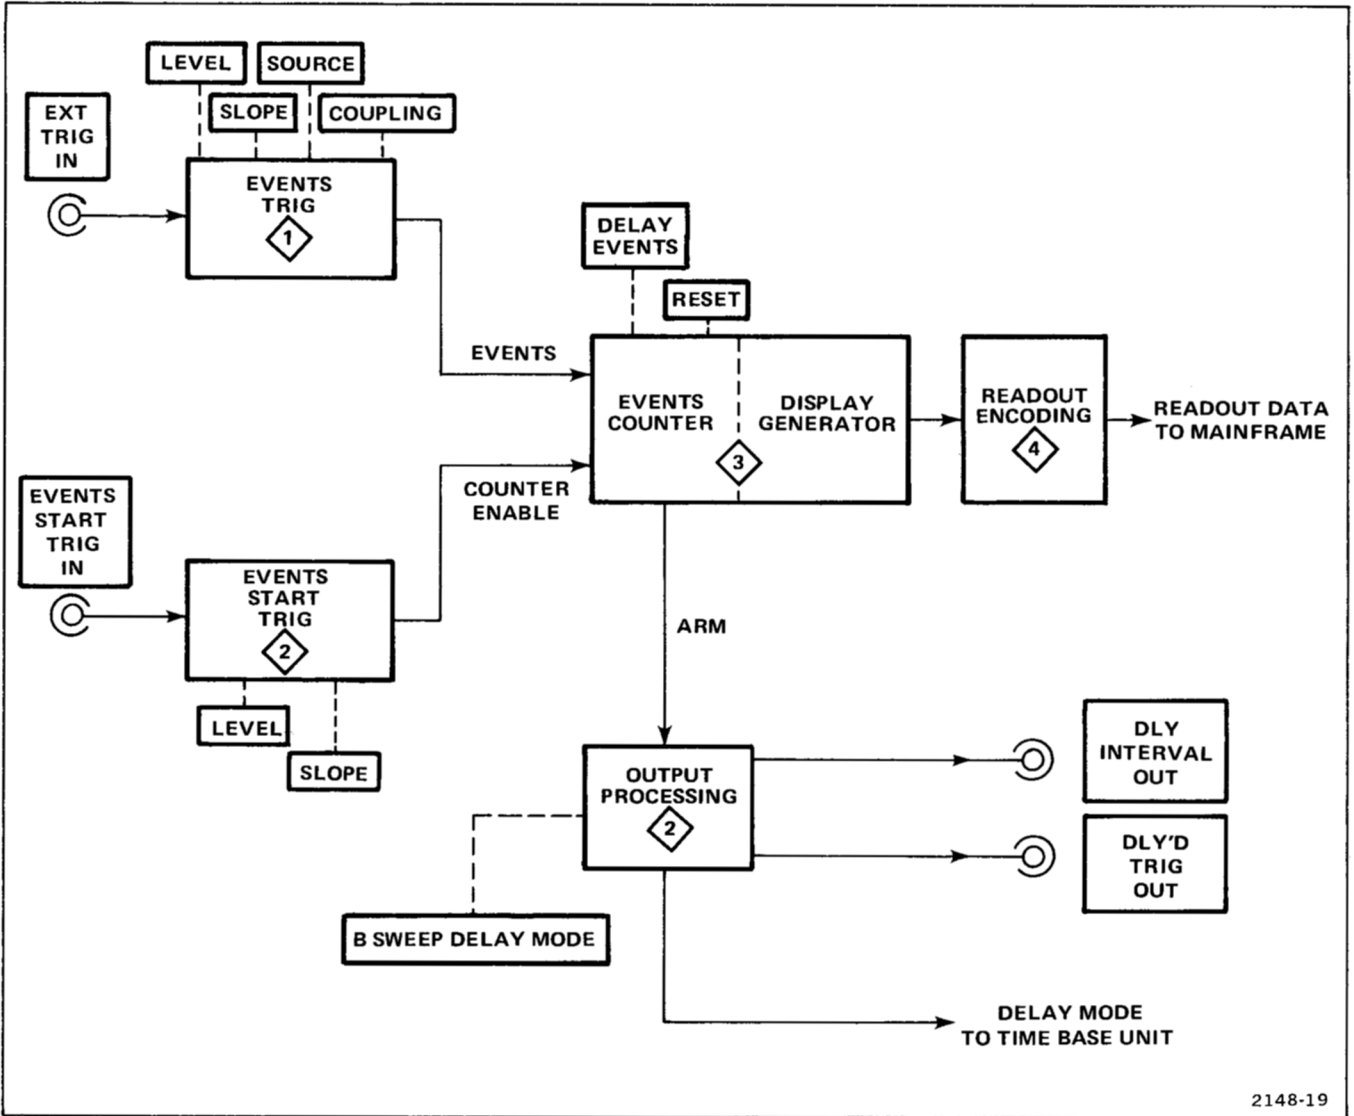 LEVEL
SOURCE
SLOPE
COUPLING
EXT
TRIG
IN
EVENTS
TRIG
1
DELAY
EVENTS
RESET
EVENTS
EVENTS
COUNTER
3
DISPLAY
GENERATOR
READOUT
ENCODING
4
READOUT DATA
TO MAINFRAME
COUNTER
ENABLE
EVENTS
START
TRIG
IN
EVENTS
START
TRIG
2
LEVEL
SLOPE
ARM
OUTPUT
PROCESSING
2
DLY
INTERVAL
OUT
DLY'D
TRIG
OUT
B SWEEP DELAY MODE
DELAY MODE
TO TIME BASE UNIT
2148-19